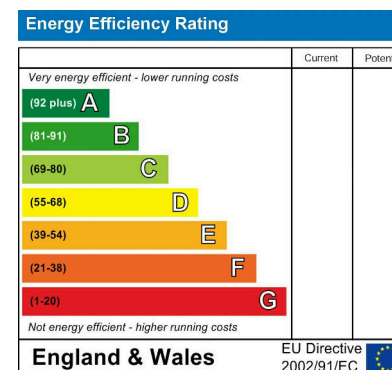 Energy Efficiency Rating
Current Potent
Very energy efficient - lower running costs
(92 plus) A
(81-91) B
(69-80) C
(55-68) D
(39-54) E
(21-38) F
(1-20) G
Not energy efficient - higher running costs
England & Wales
EU Directive
2002/91/EC